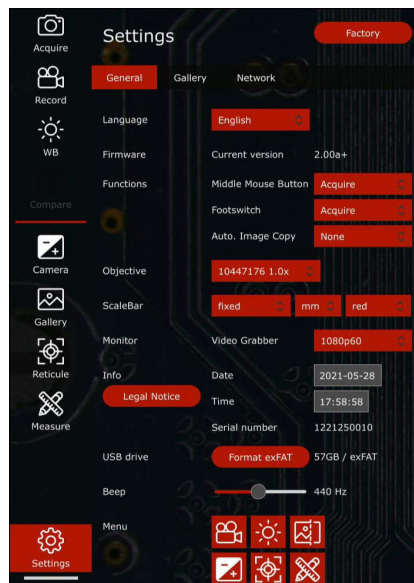 Acquire
Record
WB
Compare
Camera
Gallery
Reticule
Measure
Settings
Settings Factory
General Gallery Network
Language English
Firmware Current version 2.00a+
Functions Middle Mouse Button Acquire
Footswitch Acquire
Auto. Image Copy None
Objective 10447176 1.0x
ScaleBar fixed mm red
Monitor Video Grabber 1080p60
Info Date 2021-05-28
Legal Notice Time 17:58:58
Serial number 1221250010
USB drive Format exFAT 57GB / exFAT
Beep 440 Hz
Menu